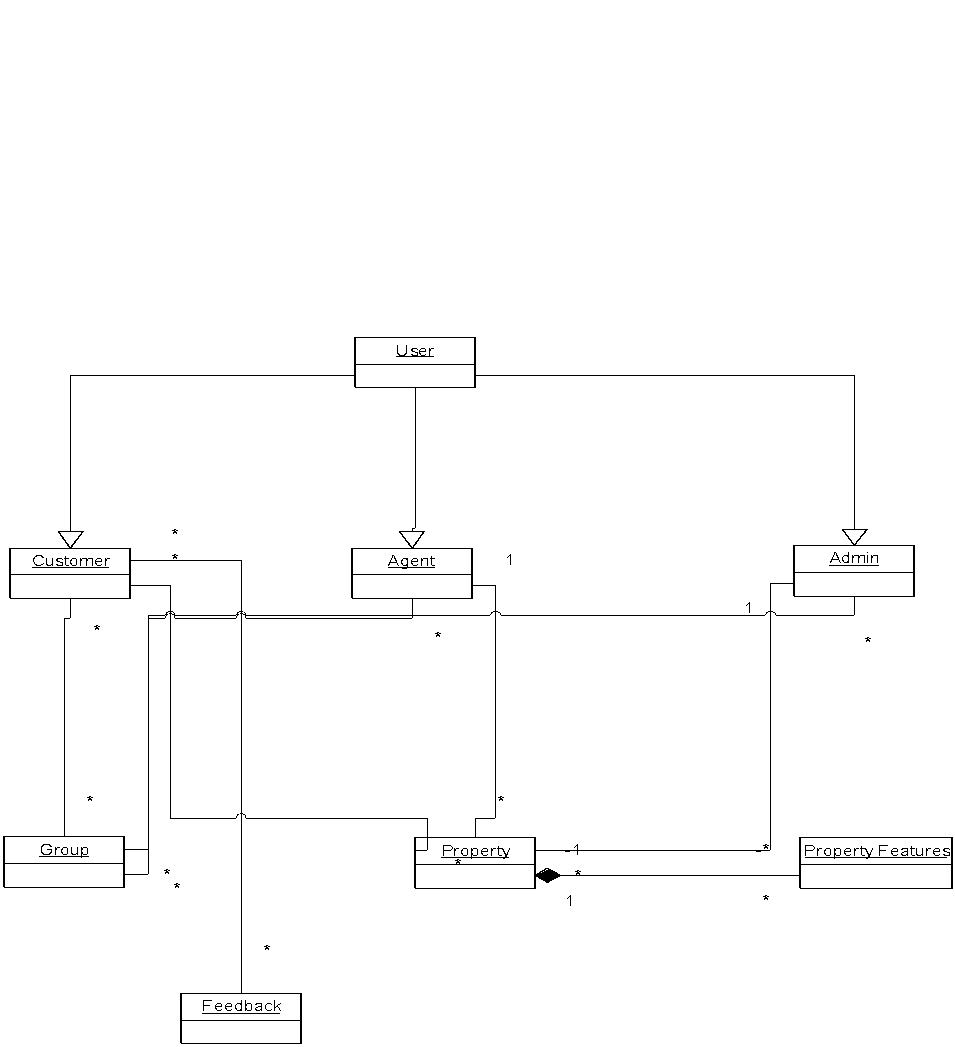 User
*
*
Customer
Agent
1
Admin
1
*
*
*
*
*
Group
Property
-1
-*
Property Features
*
*
*
*
1
*
*
Feedback